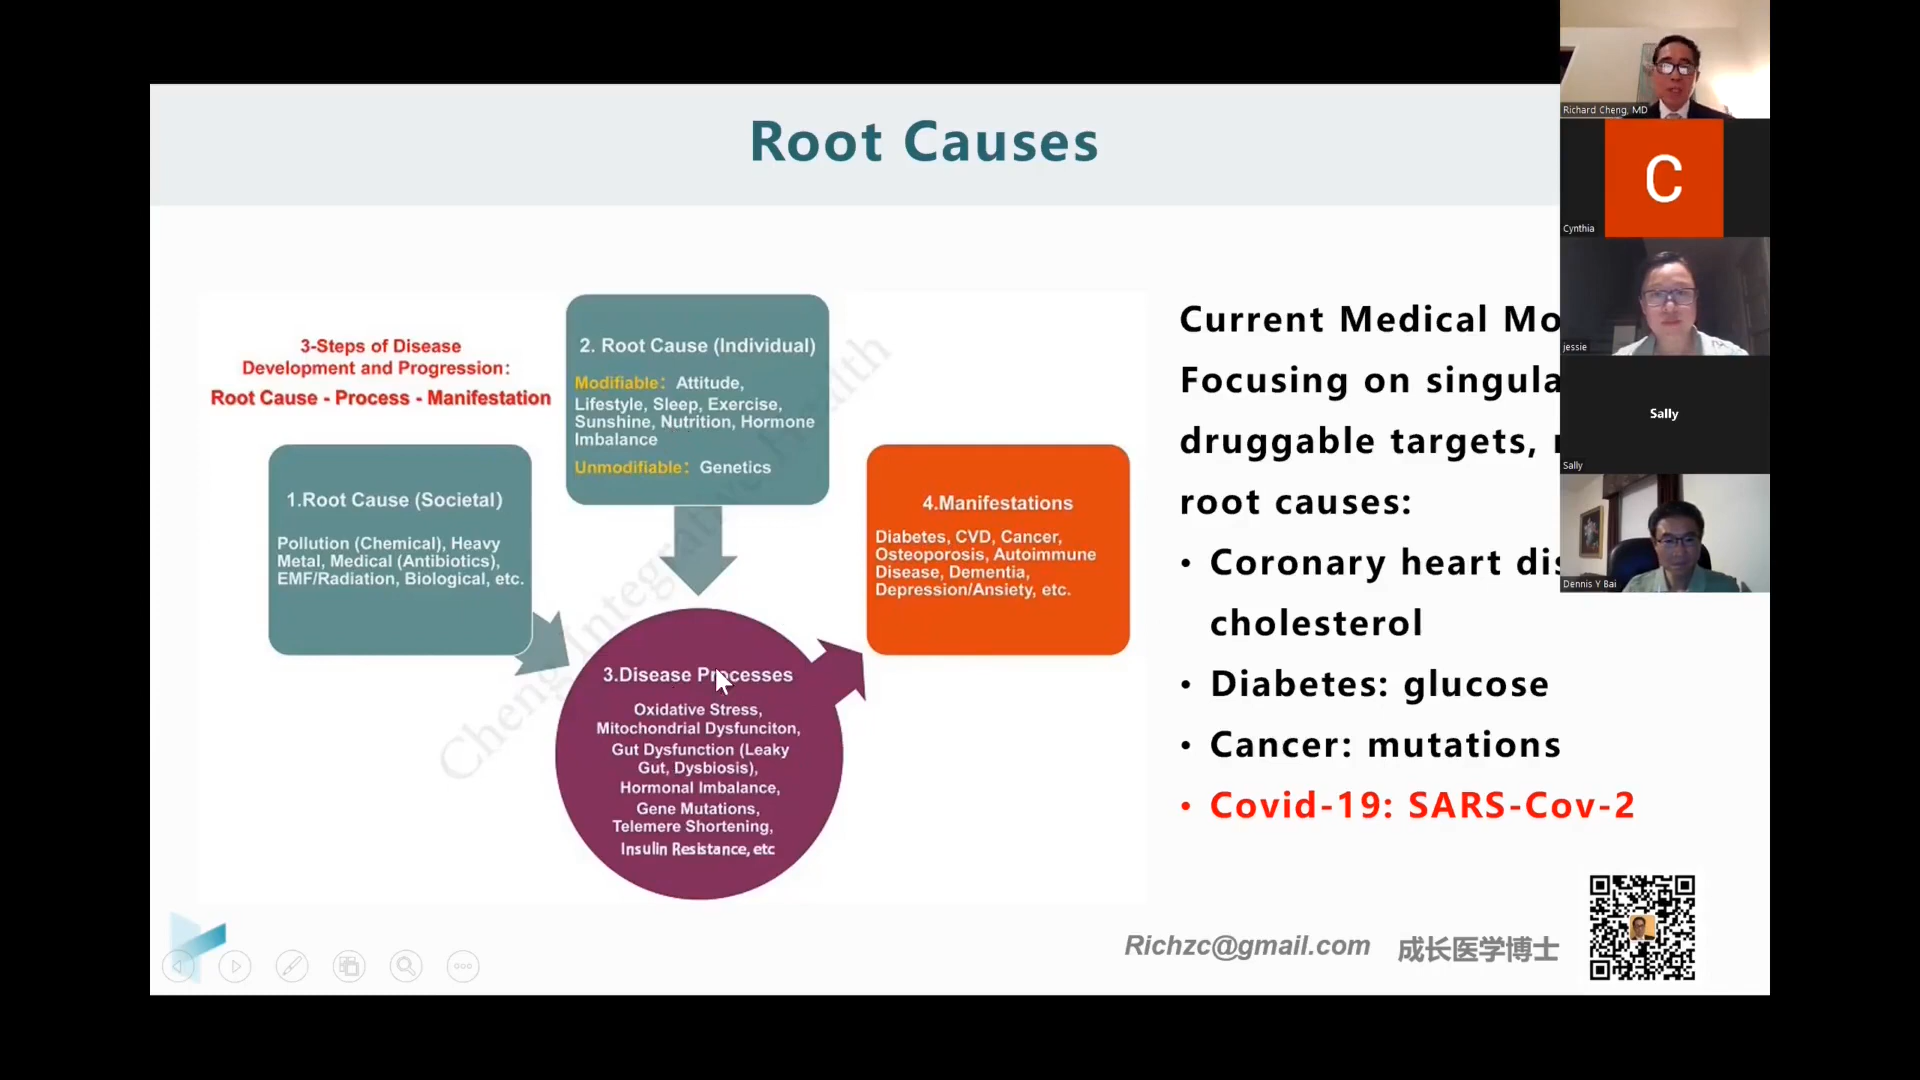 Root Causes
3-Steps of Disease
Development and Progression:
Root Cause - Process - Manifestation
2. Root Cause (Individual)
Modifiable: Attitude,
Lifestyle, Sleep, Exercise,
Sunshine, Nutrition, Hormone
Imbalance
Unmodifiable: Genetics
1.Root Cause (Societal)
Pollution (Chemical), Heavy
Metal, Medical (Antibiotics),
EMF/Radiation, Biological, etc.
4.Manifestations
Diabetes, CVD, Cancer,
Osteoporosis, Autoimmune
Disease, Dementia,
Depression/Ansiety, etc.
3.Disease Processes
Oxidative Stress,
Mitochondrial Dysfunciton,
Gut Dysfunction (Leaky
Gut, Dysbiosis),
Hormonal Imbalance,
Gene Mutations,
Telemere Shortening,
Insulin Resistance, etc
Cheng Integrative Health
Current Medical Mo
Focusing on singula
druggable targets,
root causes:
• Coronary heart dis
cholesterol
• Diabetes: glucose
• Cancer: mutations
• Covid-19: SARS-Cov-2
Richzc@gmail.com 成长医学博士
Richard Cheng, MD
C
Cynthia
jessie
Sally
Sally
Dennis Y Bai